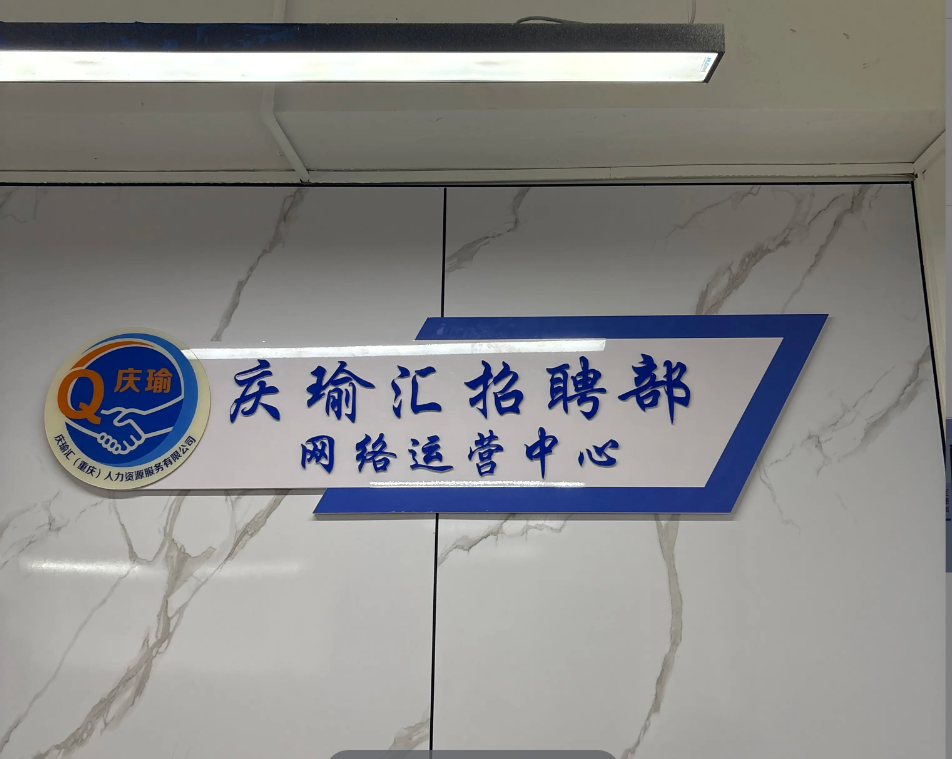 庆瑜汇招聘部
网络运营中心
Q
庆瑜
庆瑜汇（重庆）人力资源服务有限公司